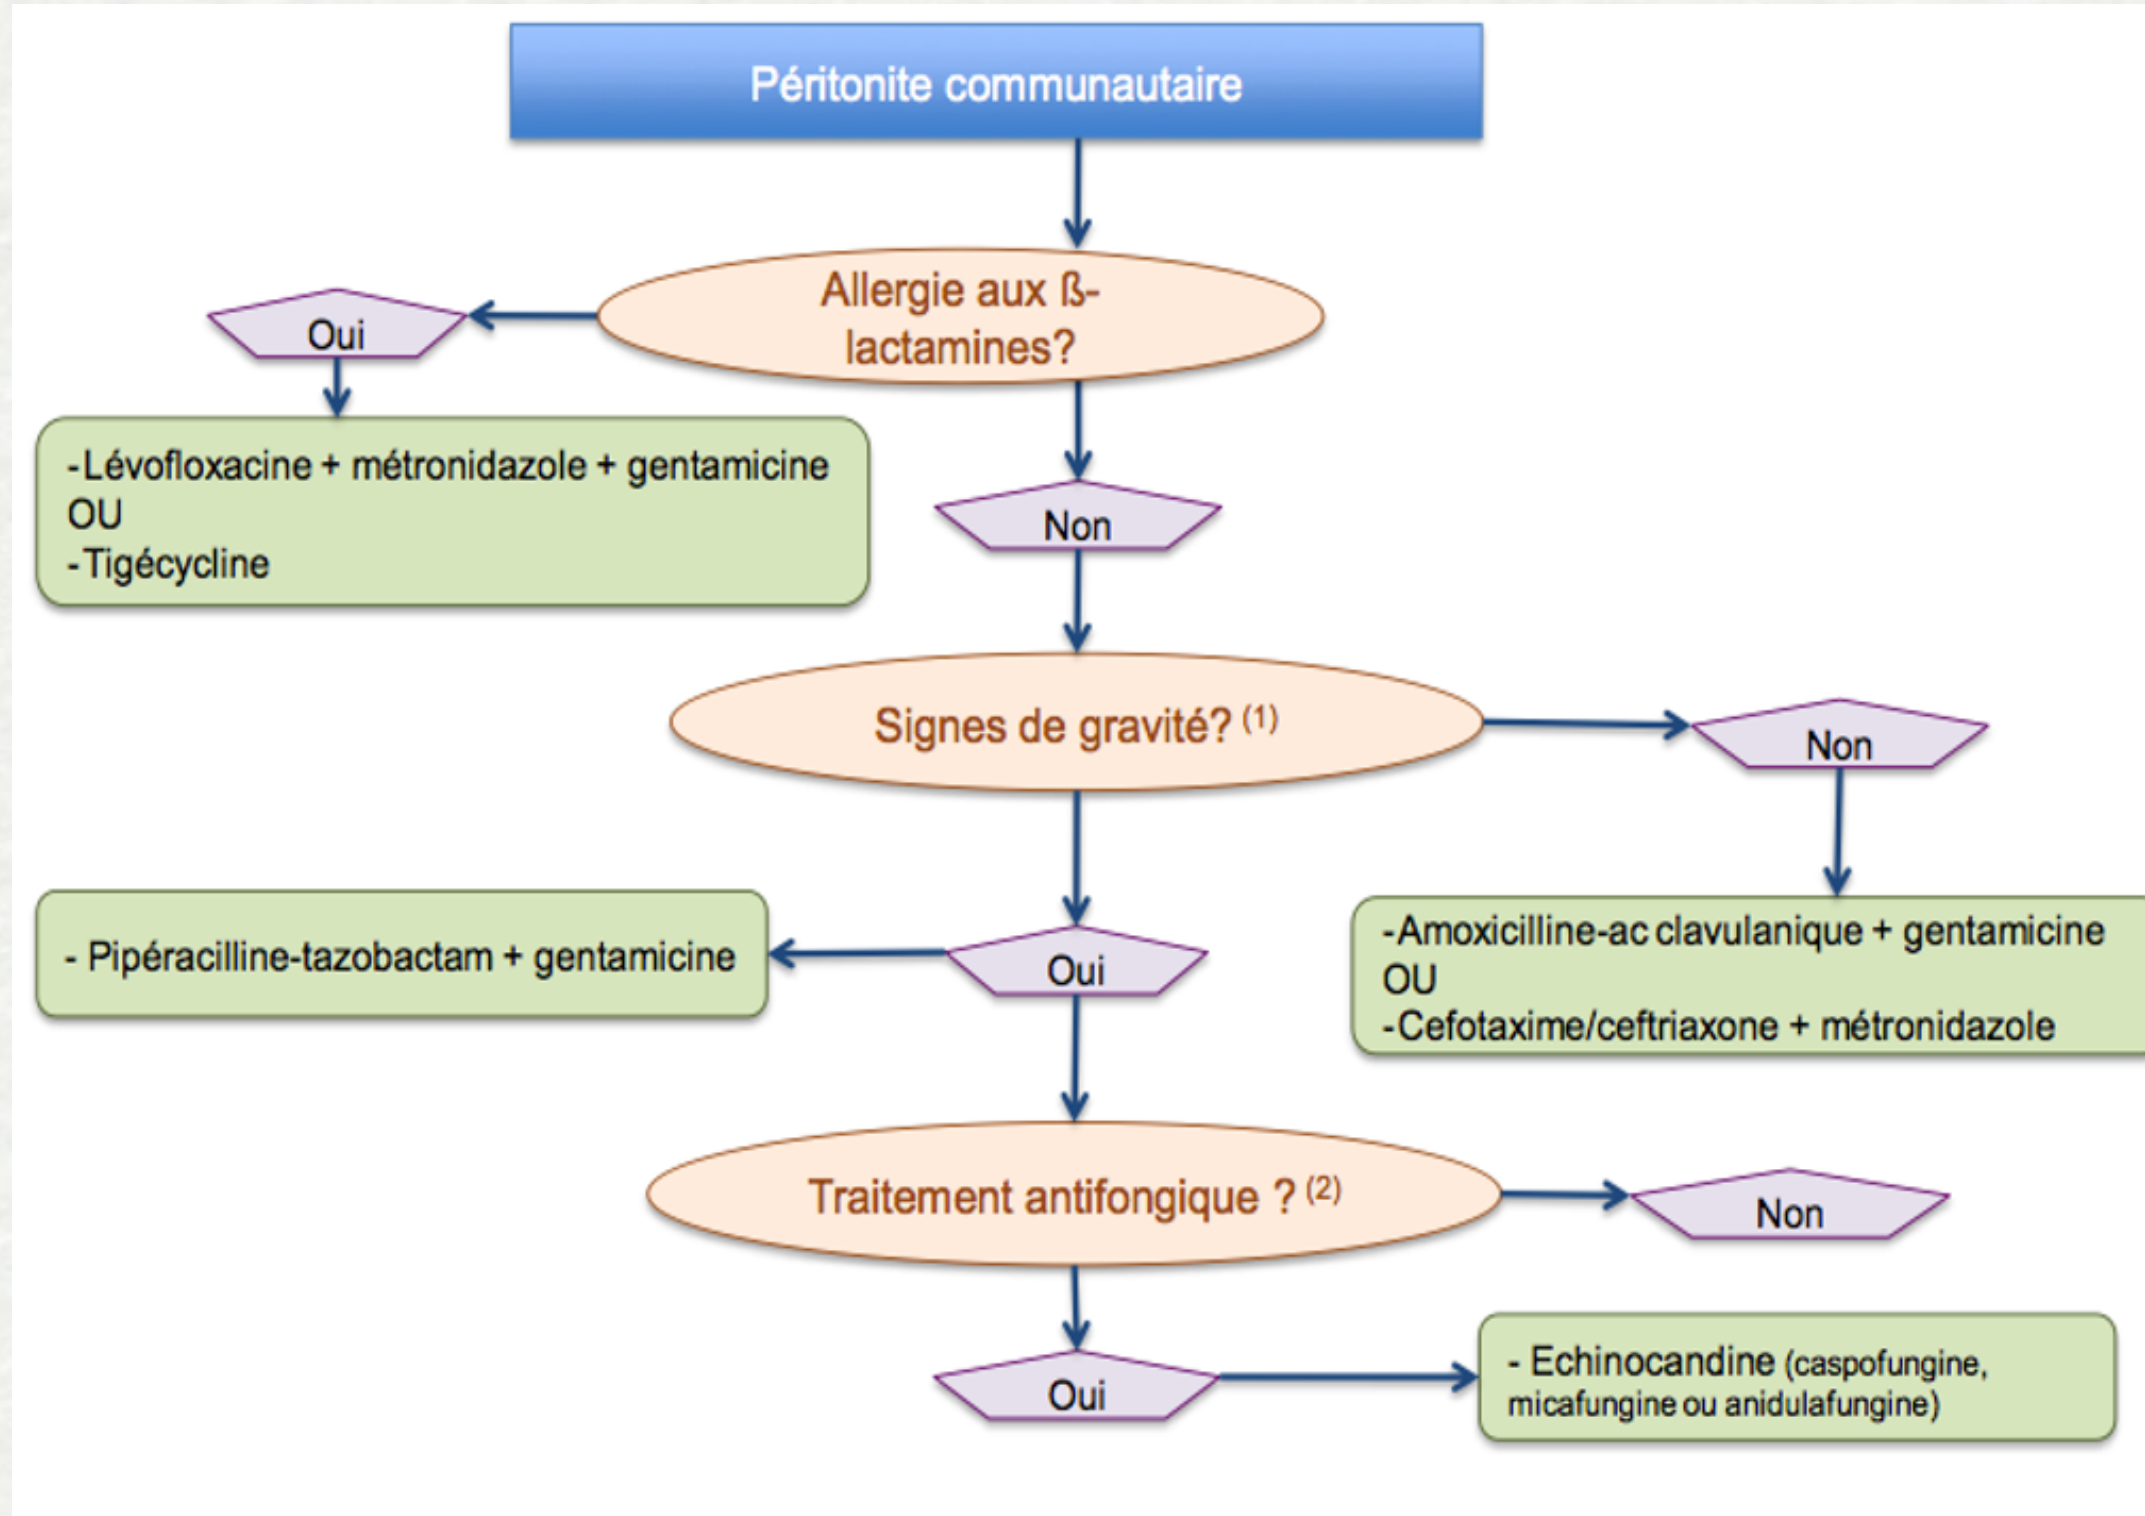 Péritonite communautaire
Allergie aux ß-
lactamines?
Oui
-Lévofloxacine + métronidazole + gentamicine
OU
-Tigécycline
Non
Signes de gravité? (1)
Non
-Amoxicilline-ac clavulanique + gentamicine
OU
-Cefotaxime/ceftriaxone + métronidazole
Oui
- Pipéracilline-tazobactam + gentamicine
Traitement antifongique ? (2)
Non
Oui
- Echinocandine (caspofungine,
micafungine ou anidulafungine)